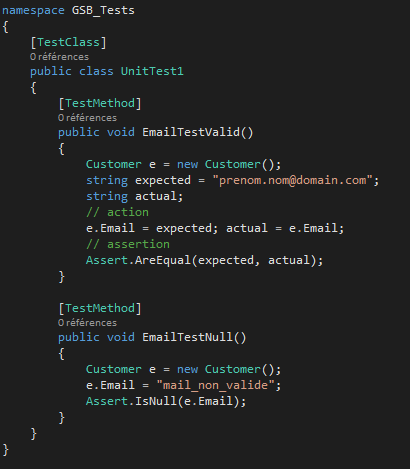 namespace GSB_Tests
{
[TestClass]
0 références
public class UnitTest1
{
[TestMethod]
0 références
public void EmailTestValid()
{
Customer e = new Customer();
string expected = "prenom.nom@domain.com";
string actual;
// action
e.Email = expected; actual = e.Email;
// assertion
Assert.AreEqual(expected, actual);
}
[TestMethod]
0 références
public void EmailTestNull()
{
Customer e = new Customer();
e.Email = "mail_non_valide";
Assert.IsNull(e.Email);
}
}
}